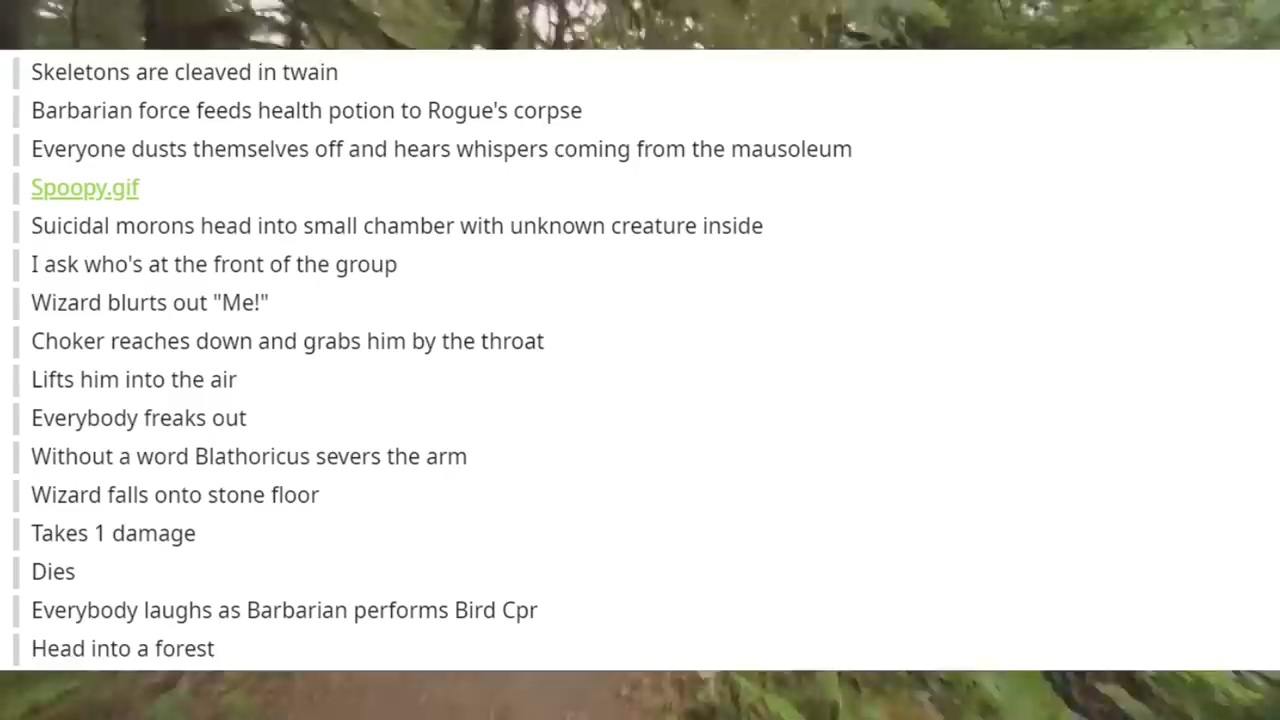 Skeletons are cleaved in twain
Barbarian force feeds health potion to Rogue's corpse
Everyone dusts themselves off and hears whispers coming from the mausoleum
Spoopy.gif
Suicidal morons head into small chamber with unknown creature inside
I ask who's at the front of the group
Wizard blurts out "Me!"
Choker reaches down and grabs him by the throat
Lifts him into the air
Everybody freaks out
Without a word Blathoricus severs the arm
Wizard falls onto stone floor
Takes 1 damage
Dies
Everybody laughs as Barbarian performs Bird Cpr
Head into a forest